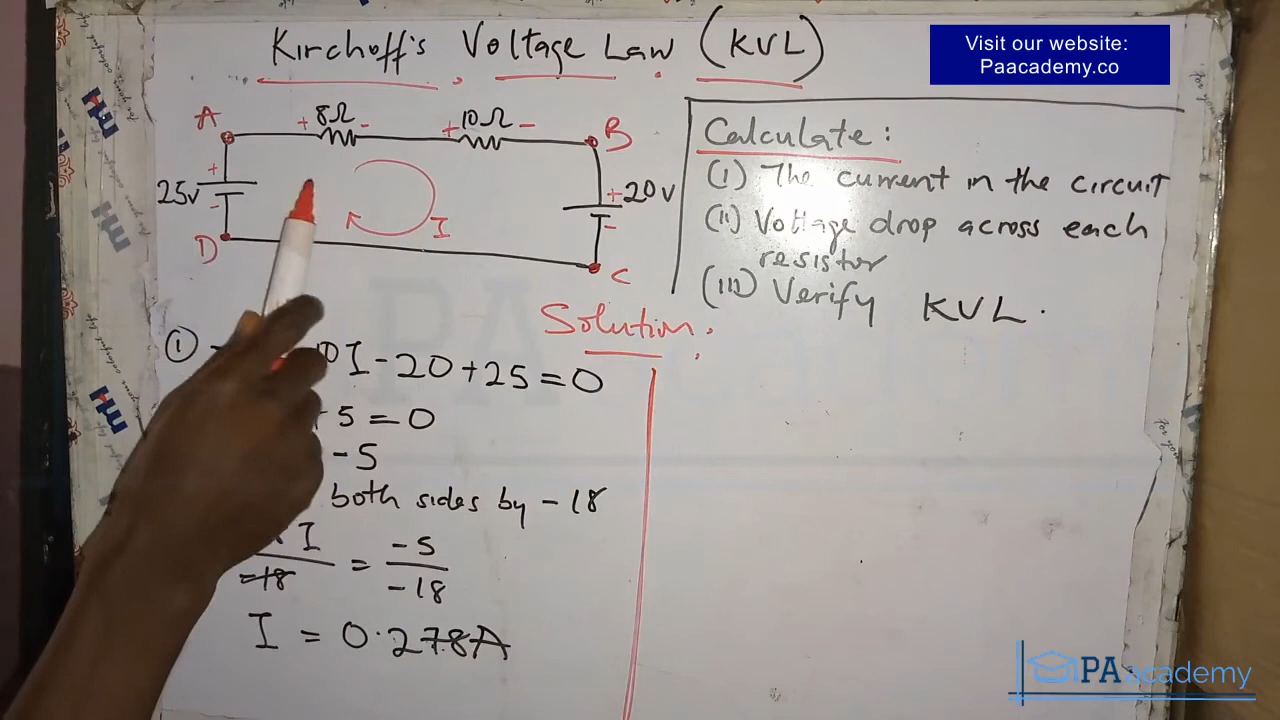 Kirchoff's Voltage Law (KVL)
Visit our website:
Paacademy.co
A + 8Ω - + 10Ω - B
+
25v
-
I
+ 20v
-
D
C
Calculate:
(i) The current in the circuit
(ii) Voltage drop across each
resistor
(iii) Verify KVL.
Solution.
① 10I - 20 + 25 = 0
+ 5 = 0
- 5
both sides by - 18
I = - 5
-18 - 18
I = 0.278A
PA academy